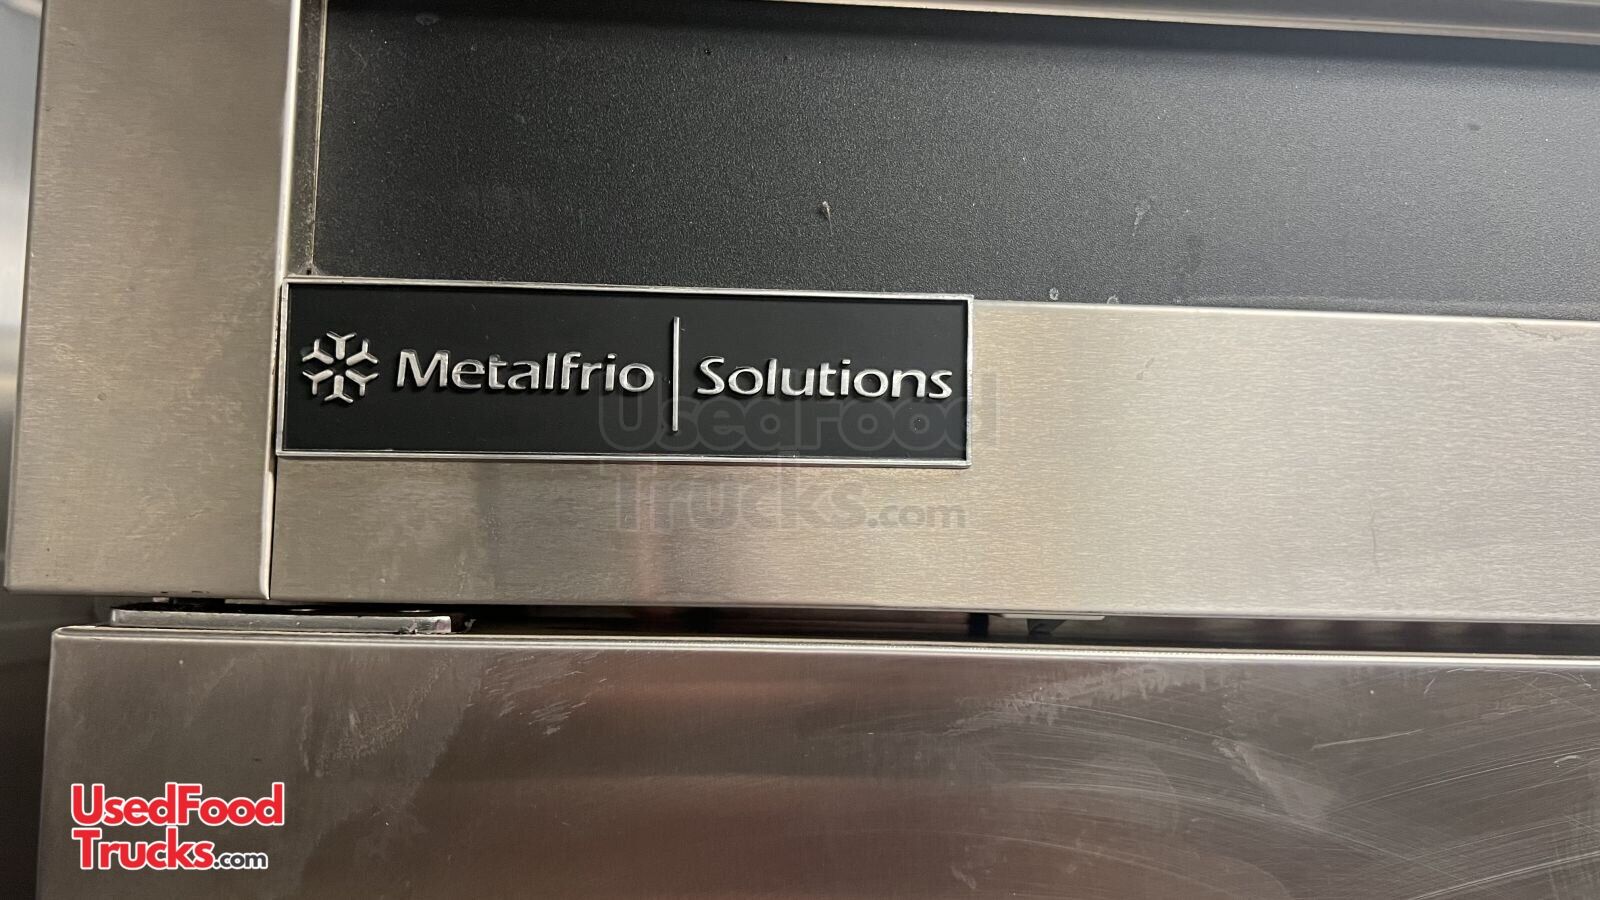 Metalfrio | Solutions
UsedFood
Trucks.com
UsedFood
Trucks.com